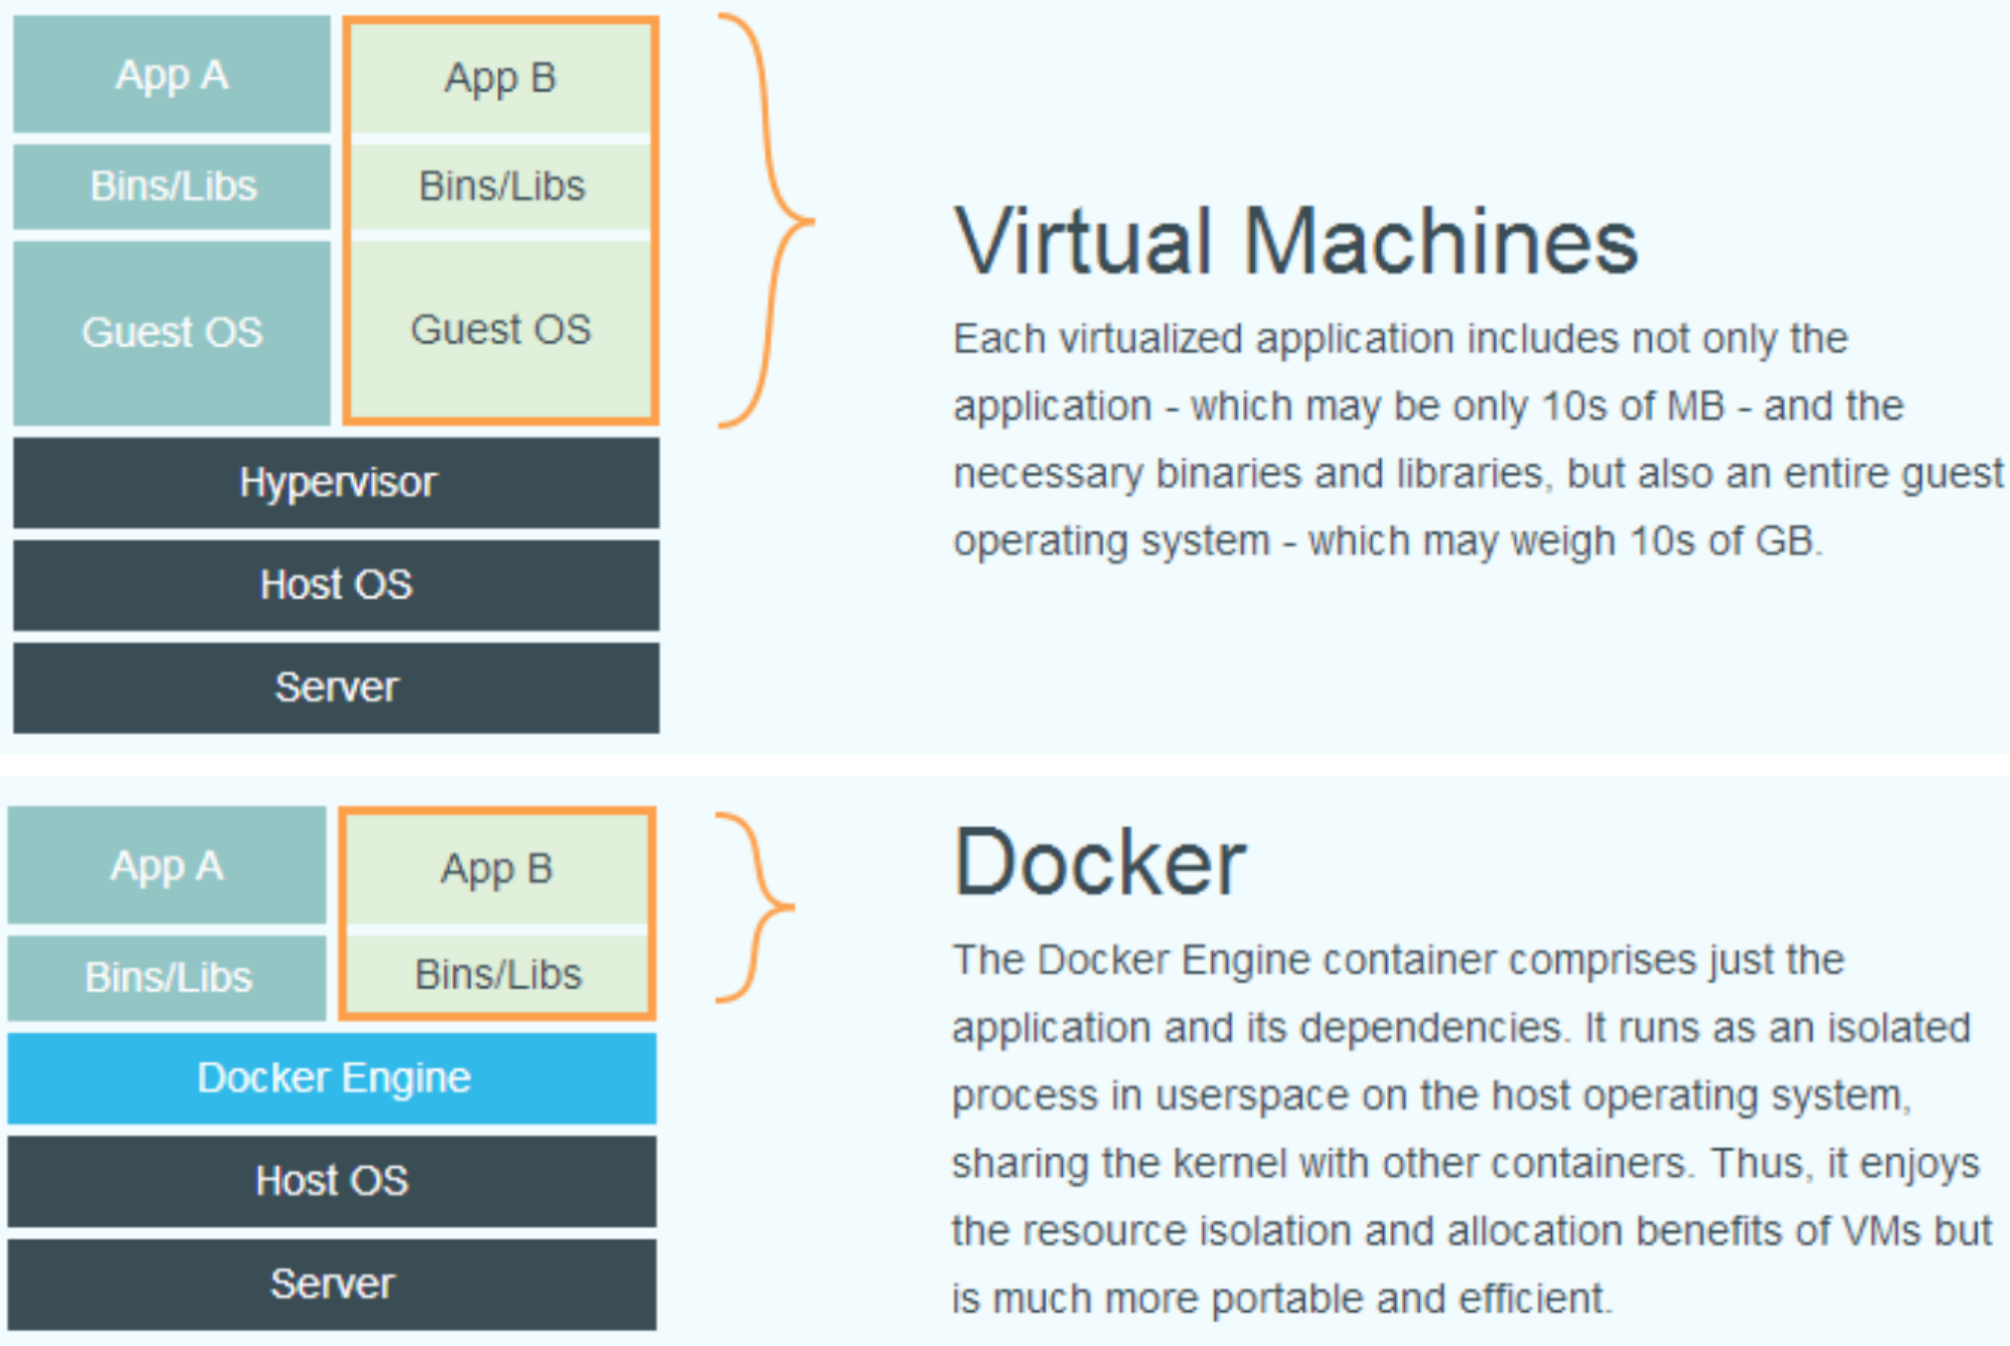 App A
App B
Bins/Libs
Bins/Libs
Guest OS
Guest OS
Hypervisor
Host OS
Server
Virtual Machines
Each virtualized application includes not only the
application - which may be only 10s of MB - and the
necessary binaries and libraries, but also an entire guest
operating system - which may weigh 10s of GB.
App A
App B
Bins/Libs
Bins/Libs
Docker Engine
Host OS
Server
Docker
The Docker Engine container comprises just the
application and its dependencies. It runs as an isolated
process in userspace on the host operating system,
sharing the kernel with other containers. Thus, it enjoys
the resource isolation and allocation benefits of VMs but
is much more portable and efficient.